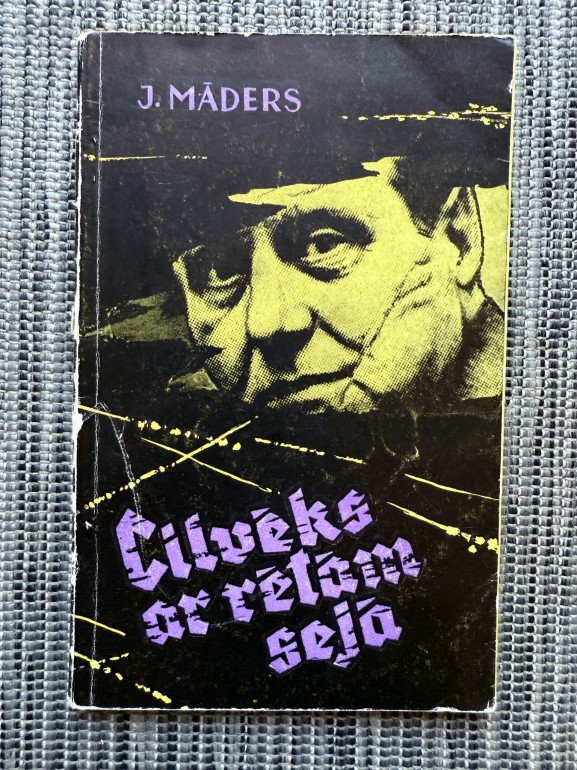 J. MĀDERS
Cilvēks
ar rētām
sejā